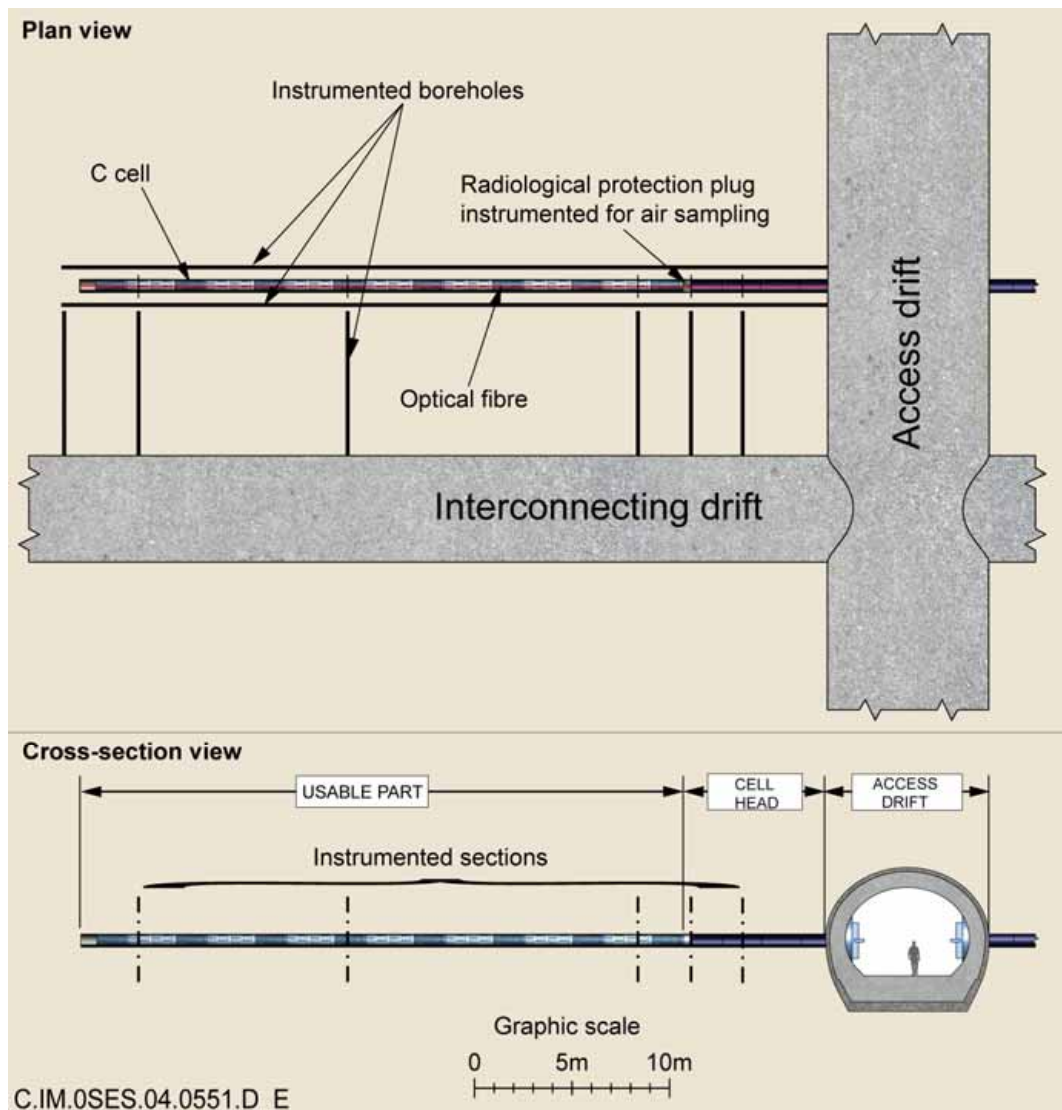 Plan view
Instrumented boreholes
C cell
Radiological protection plug
instrumented for air sampling
Access drift
Optical fibre
Interconnecting drift
Cross-section view
USABLE PART
CELL
HEAD
ACCESS
DRIFT
Instrumented sections
Graphic scale
0 5m 10m
C.IM.0SES.04.0551.D E